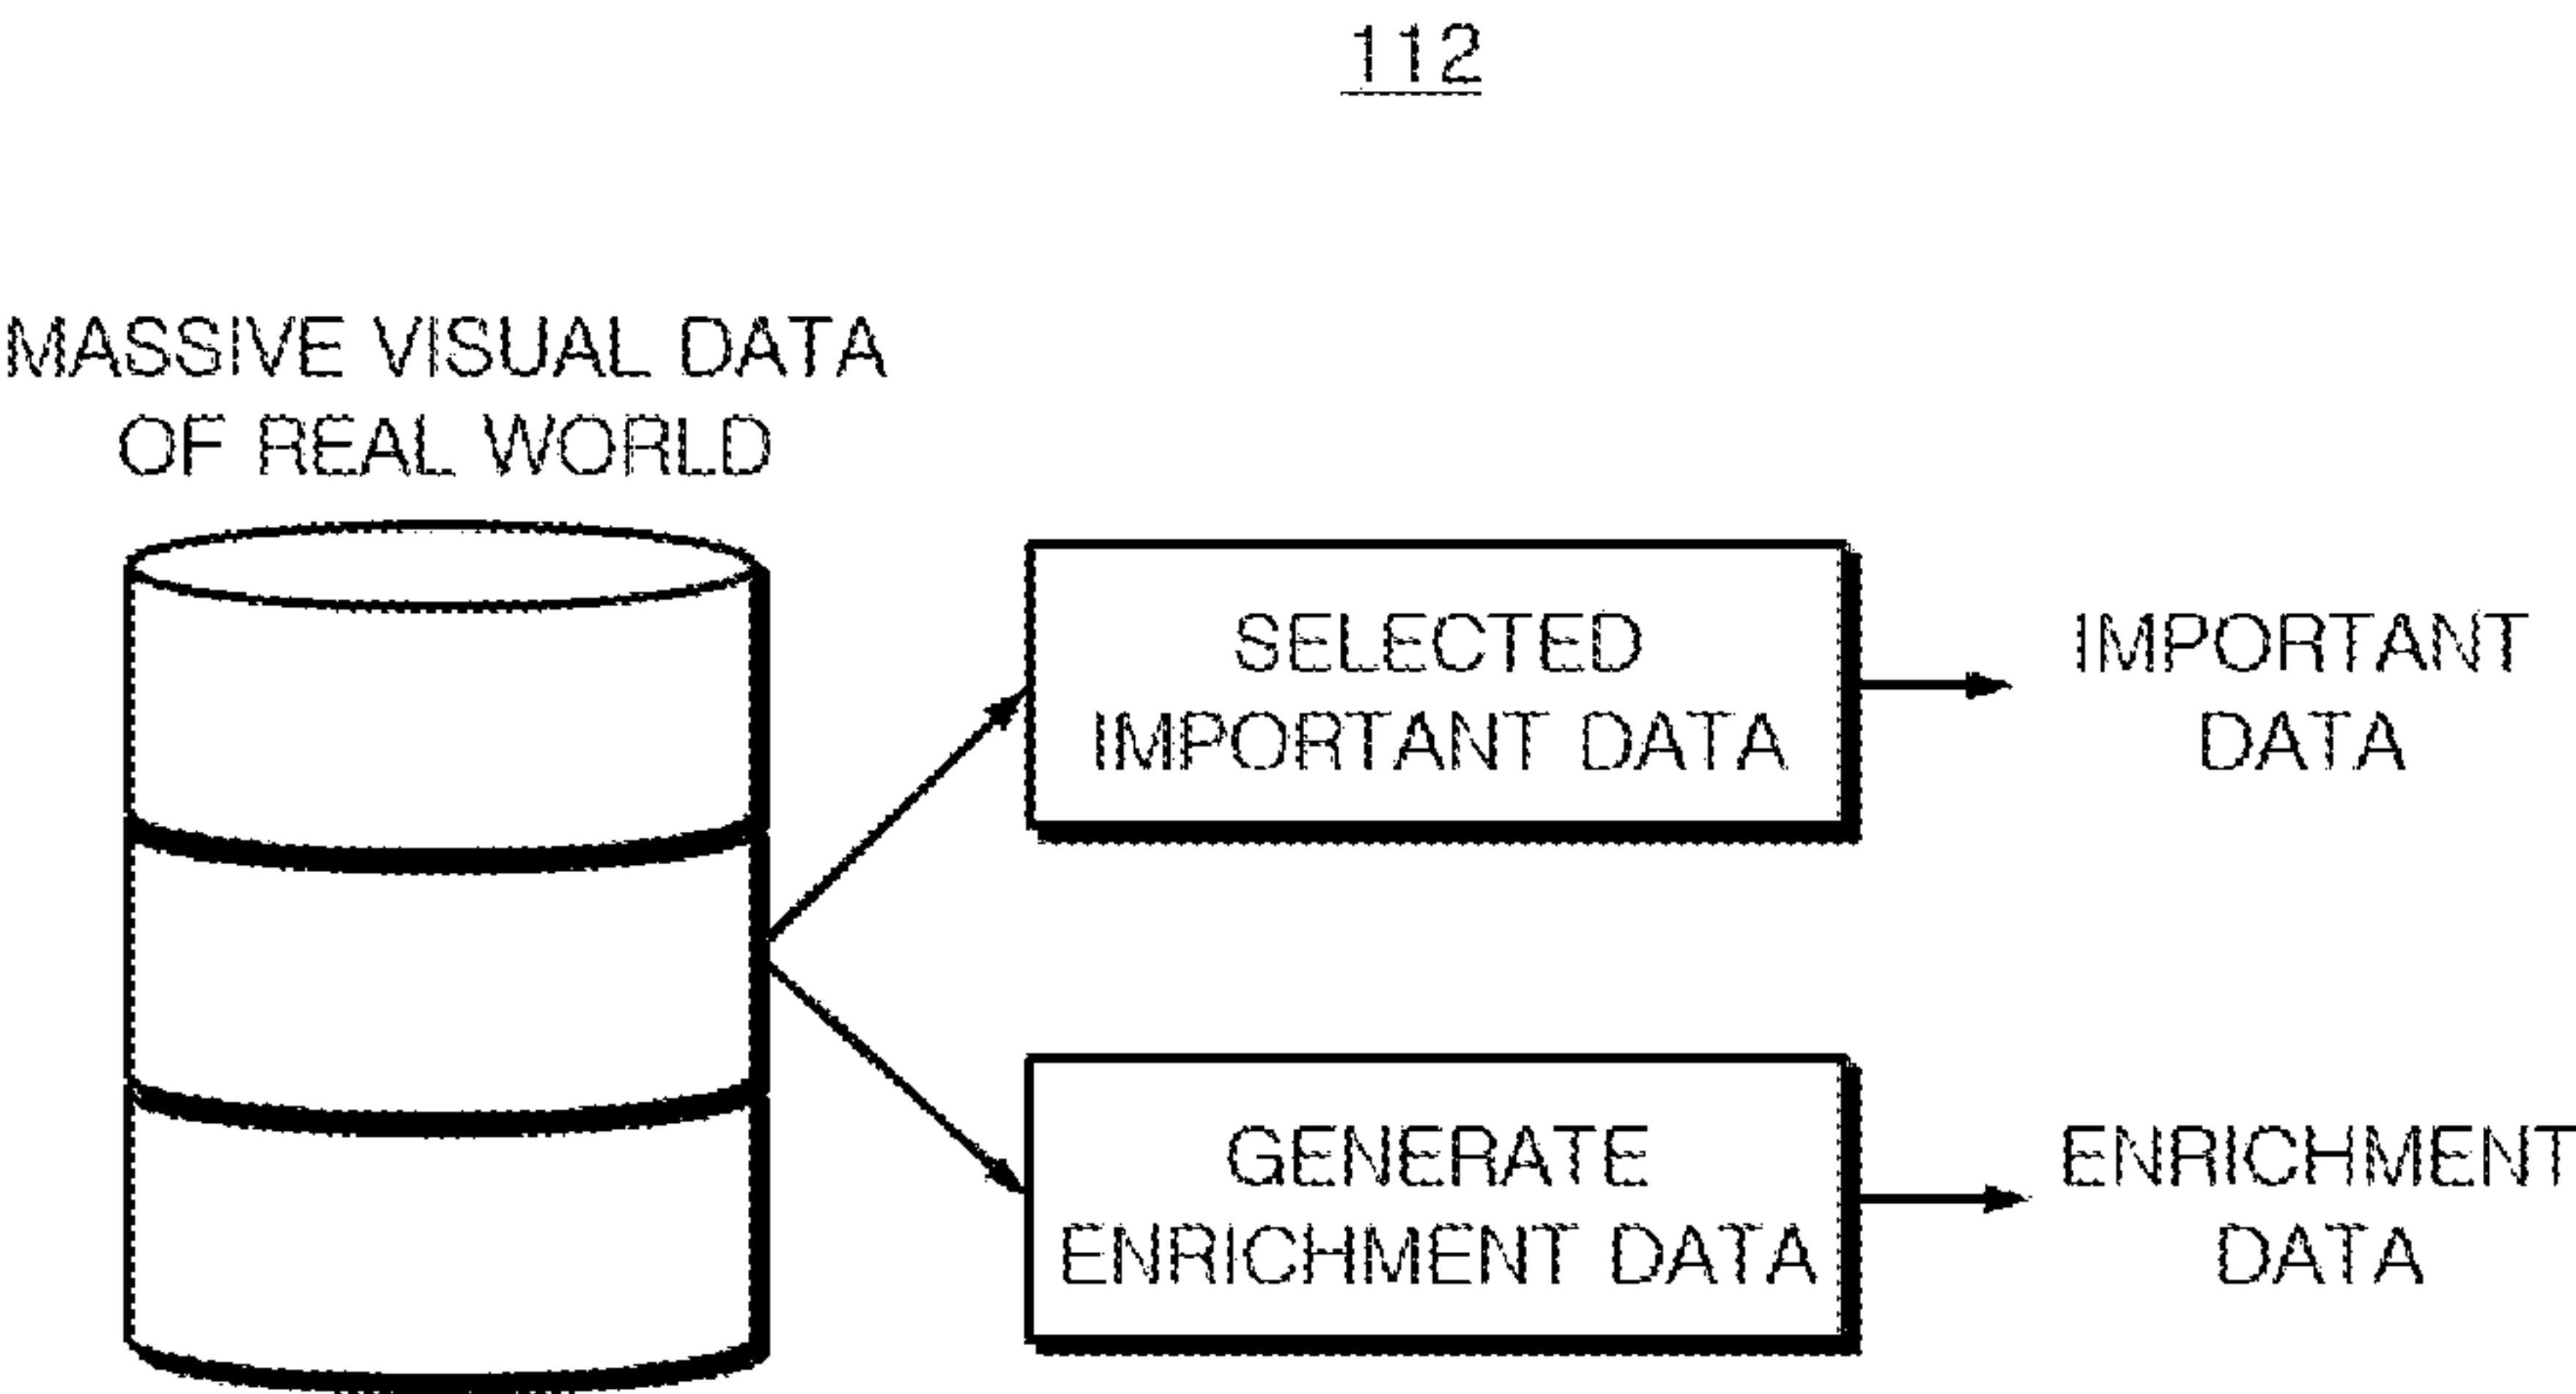 112
MASSIVE VISUAL DATA
OF REAL WORLD
SELECTED
IMPORTANT DATA
IMPORTANT
DATA
GENERATE
ENRICHMENT DATA
ENRICHMENT
DATA